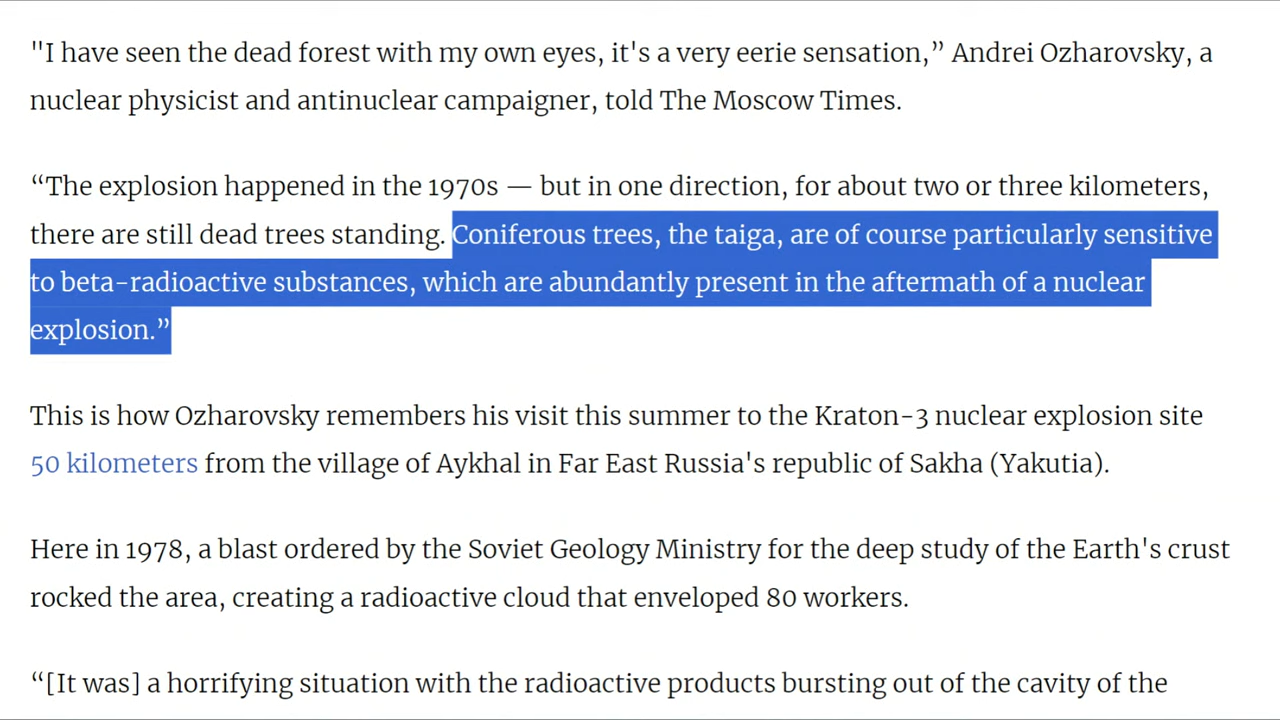 "I have seen the dead forest with my own eyes, it's a very eerie sensation,” Andrei Ozharovsky, a
nuclear physicist and antinuclear campaigner, told The Moscow Times.
“The explosion happened in the 1970s — but in one direction, for about two or three kilometers,
there are still dead trees standing. Coniferous trees, the taiga, are of course particularly sensitive
to beta-radioactive substances, which are abundantly present in the aftermath of a nuclear
explosion.”
This is how Ozharovsky remembers his visit this summer to the Kraton-3 nuclear explosion site
50 kilometers from the village of Aykhal in Far East Russia's republic of Sakha (Yakutia).
Here in 1978, a blast ordered by the Soviet Geology Ministry for the deep study of the Earth's crust
rocked the area, creating a radioactive cloud that enveloped 80 workers.
“[It was] a horrifying situation with the radioactive products bursting out of the cavity of the